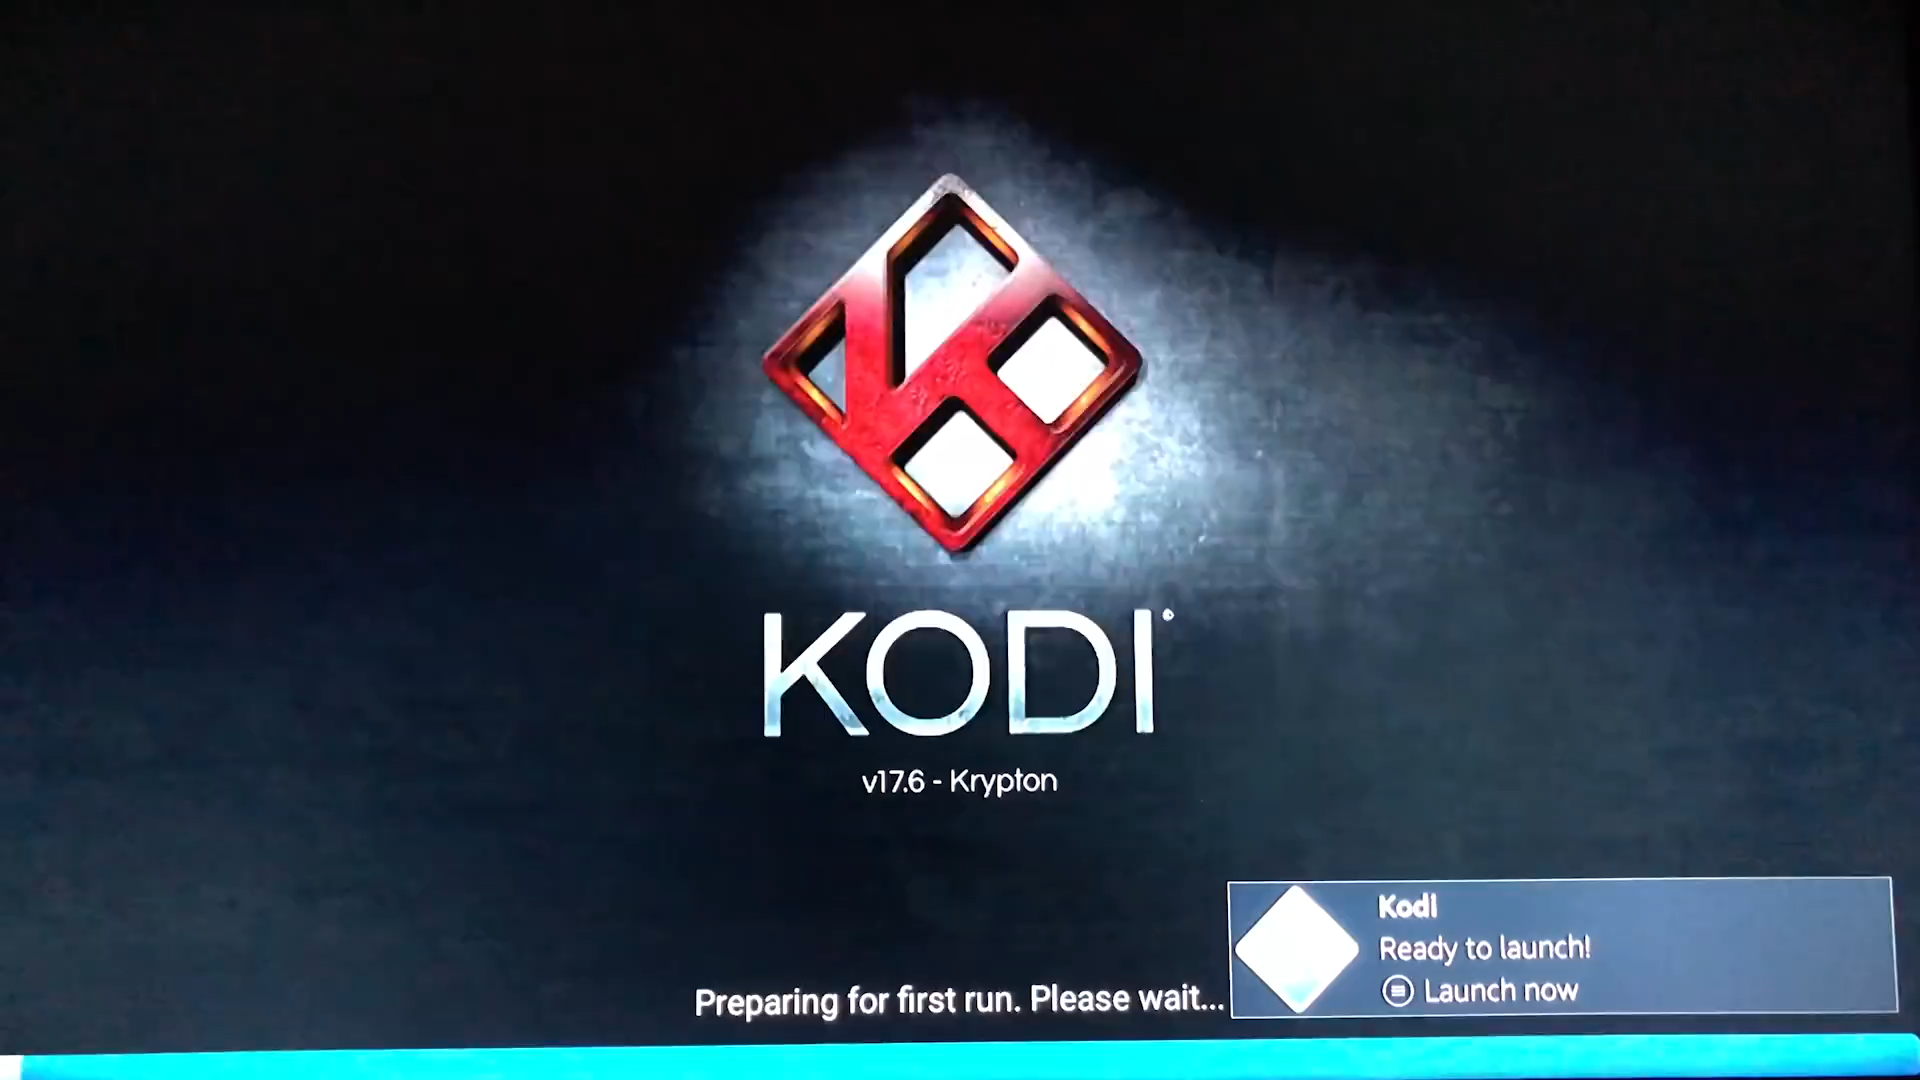 KODI
v17.6 - Krypton
Preparing for first run. Please wait...
Kodi
Ready to launch!
Launch now